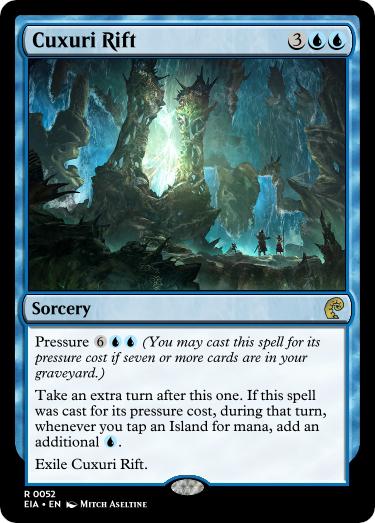 Cuxuri Rift 3
Sorcery
Pressure 6 (You may cast this spell for its
pressure cost if seven or more cards are in your
graveyard.)
Take an extra turn after this one. If this spell
was cast for its pressure cost, during that turn,
whenever you tap an Island for mana, add an
additional .
Exile Cuxuri Rift.
R 0052
EIA • EN Mitch Aseltine